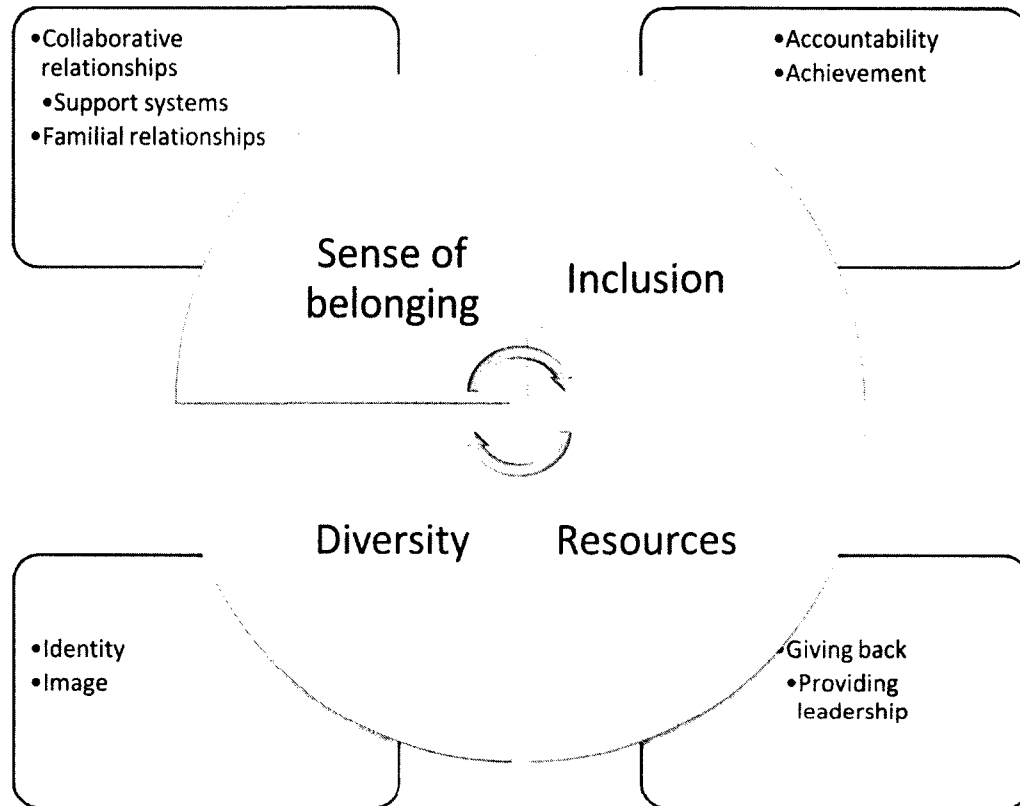 •Collaborative
relationships
•Support systems
•Familial relationships
•Accountability
•Achievement
Sense of
belonging
Inclusion
Diversity
Resources
•Identity
•Image
•Giving back
•Providing
leadership